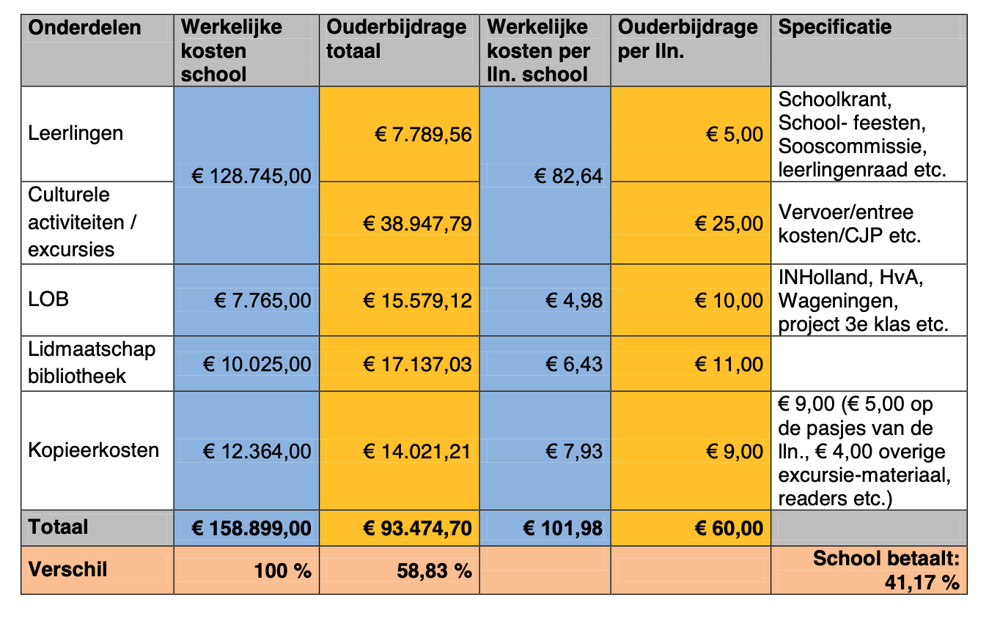 Onderdelen
Werkelijke
kosten
school
Ouderbijdrage
totaal
Werkelijke
kosten per
lln. school
Ouderbijdrage
per lln.
Specificatie
Leerlingen
€ 128.745,00
€ 7.789,56
€ 82,64
€ 5,00
Schoolkrant,
School- feesten,
Sooscommissie,
leerlingenraad etc.
Culturele
activiteiten /
excursies
€ 38.947,79
€ 25,00
Vervoer/entree
kosten/CJP etc.
LOB
€ 7.765,00
€ 15.579,12
€ 4,98
€ 10,00
INHolland, HvA,
Wageningen,
project 3e klas etc.
Lidmaatschap
bibliotheek
€ 10.025,00
€ 17.137,03
€ 6,43
€ 11,00
Kopieerkosten
€ 12.364,00
€ 14.021,21
€ 7,93
€ 9,00
€ 9,00 (€ 5,00 op
de pasjes van de
lln., € 4,00 overige
excursie-materiaal,
readers etc.)
Totaal
€ 158.899,00
€ 93.474,70
€ 101,98
€ 60,00
Verschil
100 %
58,83 %
School betaalt:
41,17 %